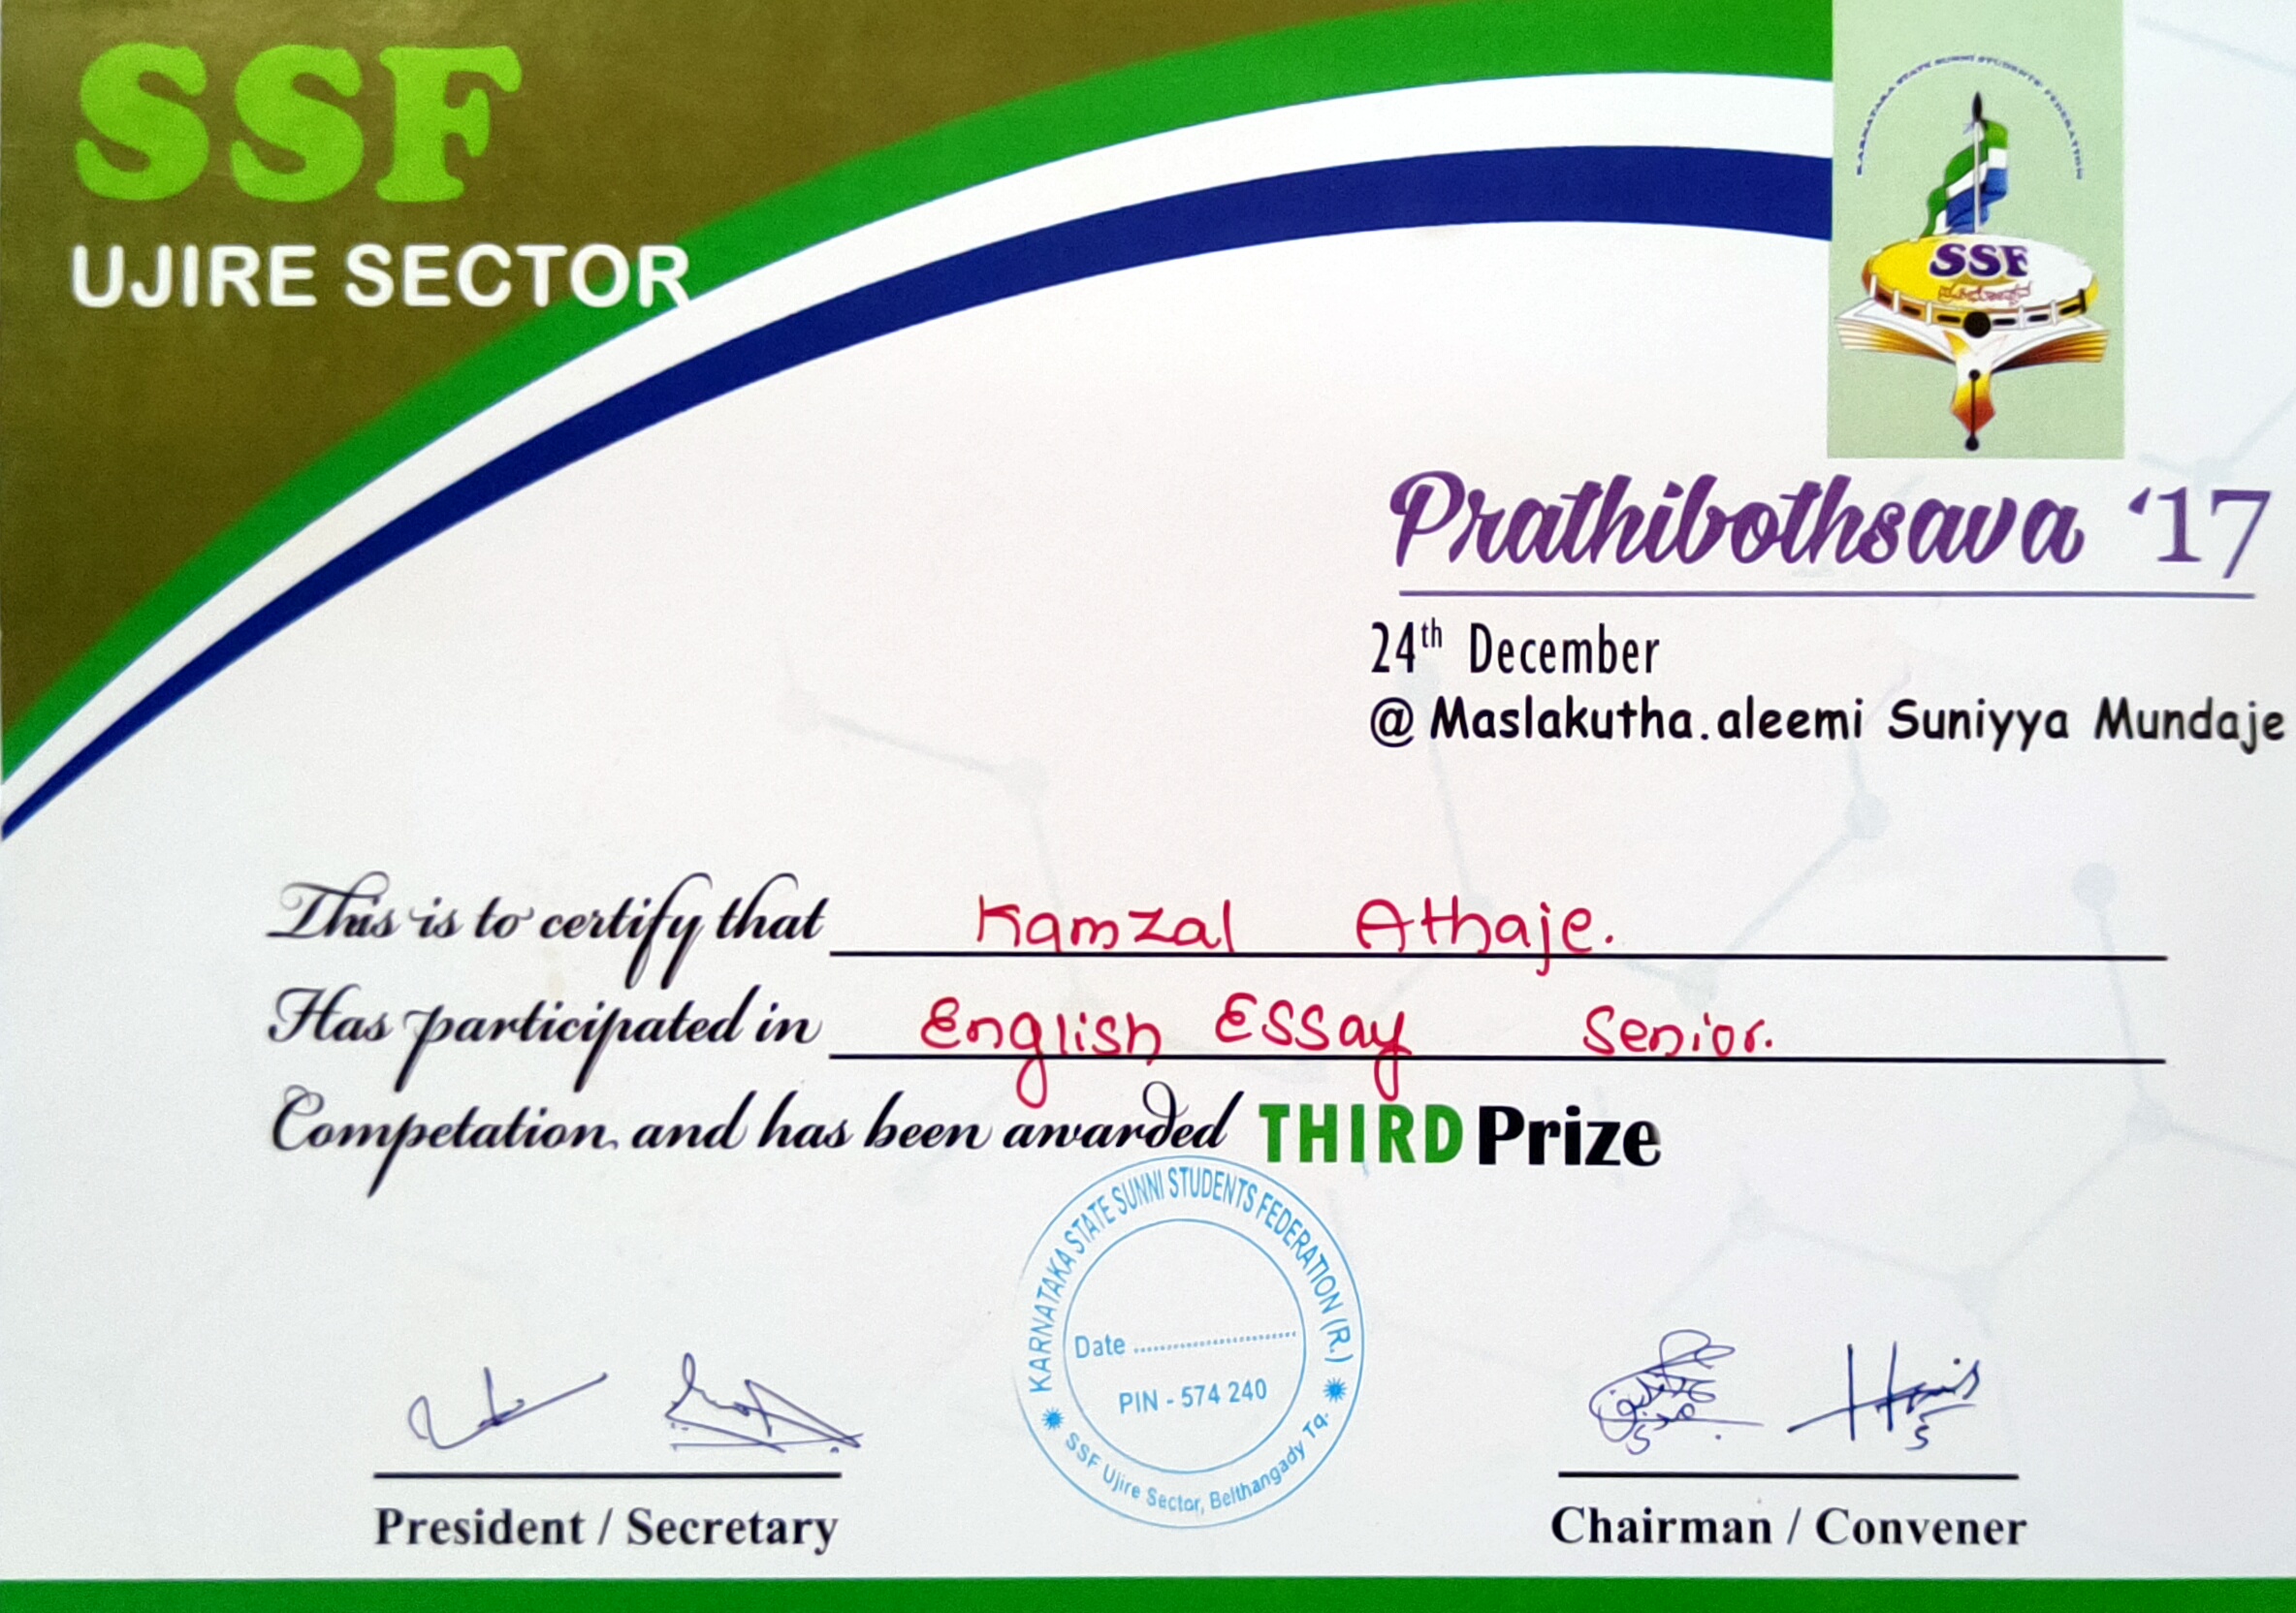 SSF
UJIRE SECTOR
KARNATAKA STATE SUNNI STUDENTS' FEDERATION
SSF
Prathibothsava ‘17
24th December
@ Maslakutha.aleemi Suniyya Mundaje
This is to certify that Kamzal Athaje.
Has participated in English Essay Senior.
Competation and has been awarded THIRD Prize
KARNATAKA STATE SUNNI STUDENTS FEDERATION (R.)
Date ..............................
PIN - 574 240
SSF Ujire Sector, Belthangady Tq.
President / Secretary
Chairman / Convener